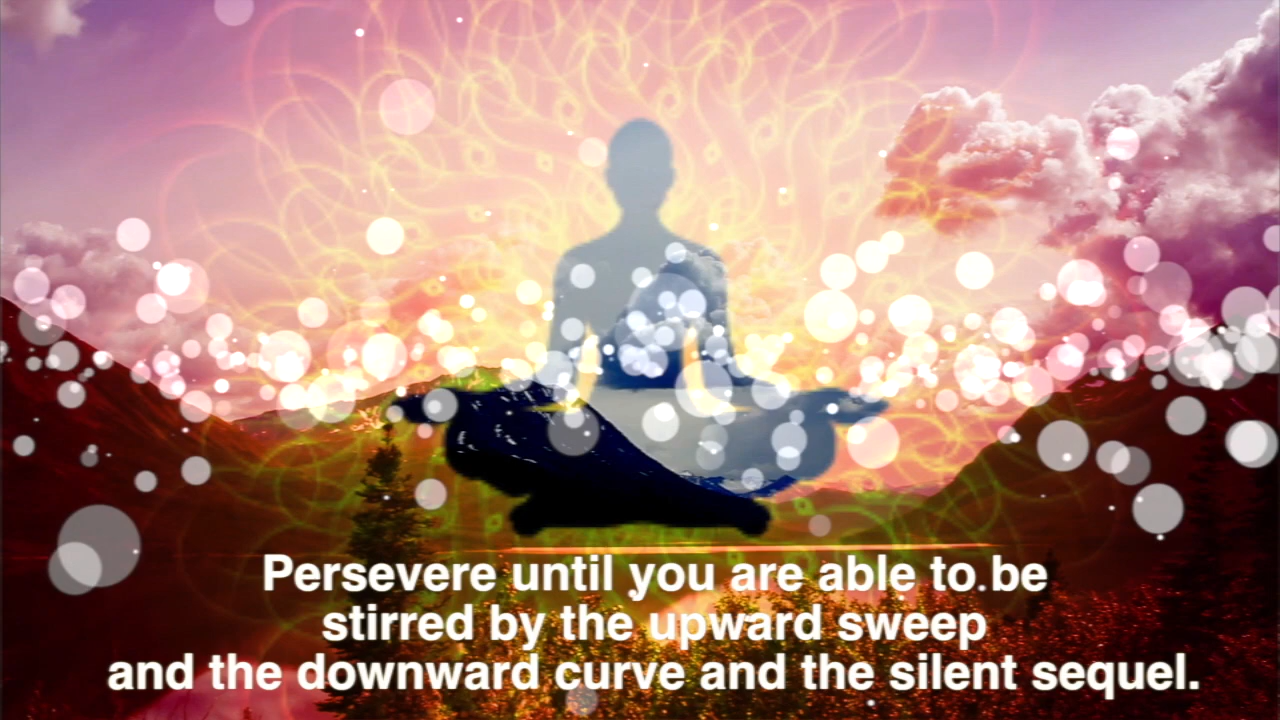 Persevere until you are able to be
stirred by the upward sweep
and the downward curve and the silent sequel.